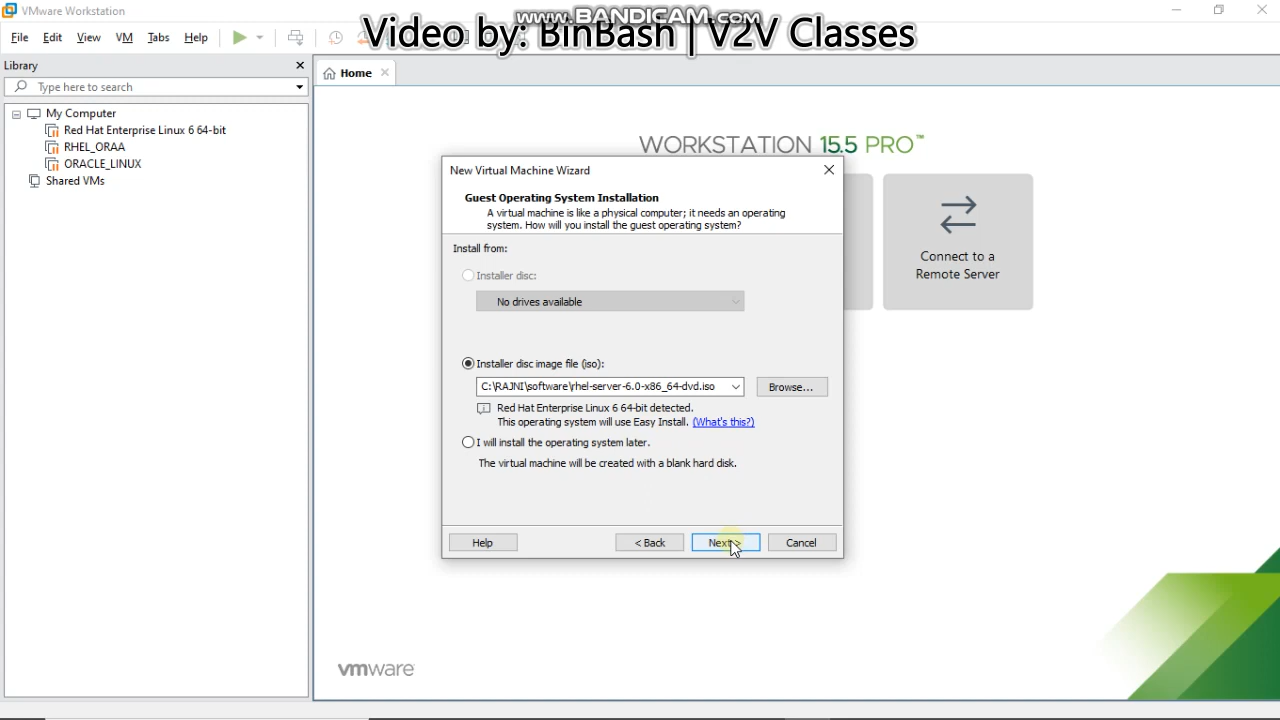 VMware Workstation
www.BANDICAM.com
Video by: BinBash | V2V Classes
File Edit View VM Tabs Help
Library
Type here to search
My Computer
Red Hat Enterprise Linux 6 64-bit
RHEL_ORAA
ORACLE_LINUX
Shared VMs
Home
WORKSTATION 15.5 PRO™
Connect to a
Remote Server
New Virtual Machine Wizard
Guest Operating System Installation
A virtual machine is like a physical computer; it needs an operating
system. How will you install the guest operating system?
Install from:
Installer disc:
No drives available
Installer disc image file (iso):
C:\RAJNI\software\rhel-server-6.0-x86_64-dvd.iso
Browse...
Red Hat Enterprise Linux 6 64-bit detected.
This operating system will use Easy Install. (What's this?)
I will install the operating system later.
The virtual machine will be created with a blank hard disk.
Help
< Back
Next >
Cancel
vmware